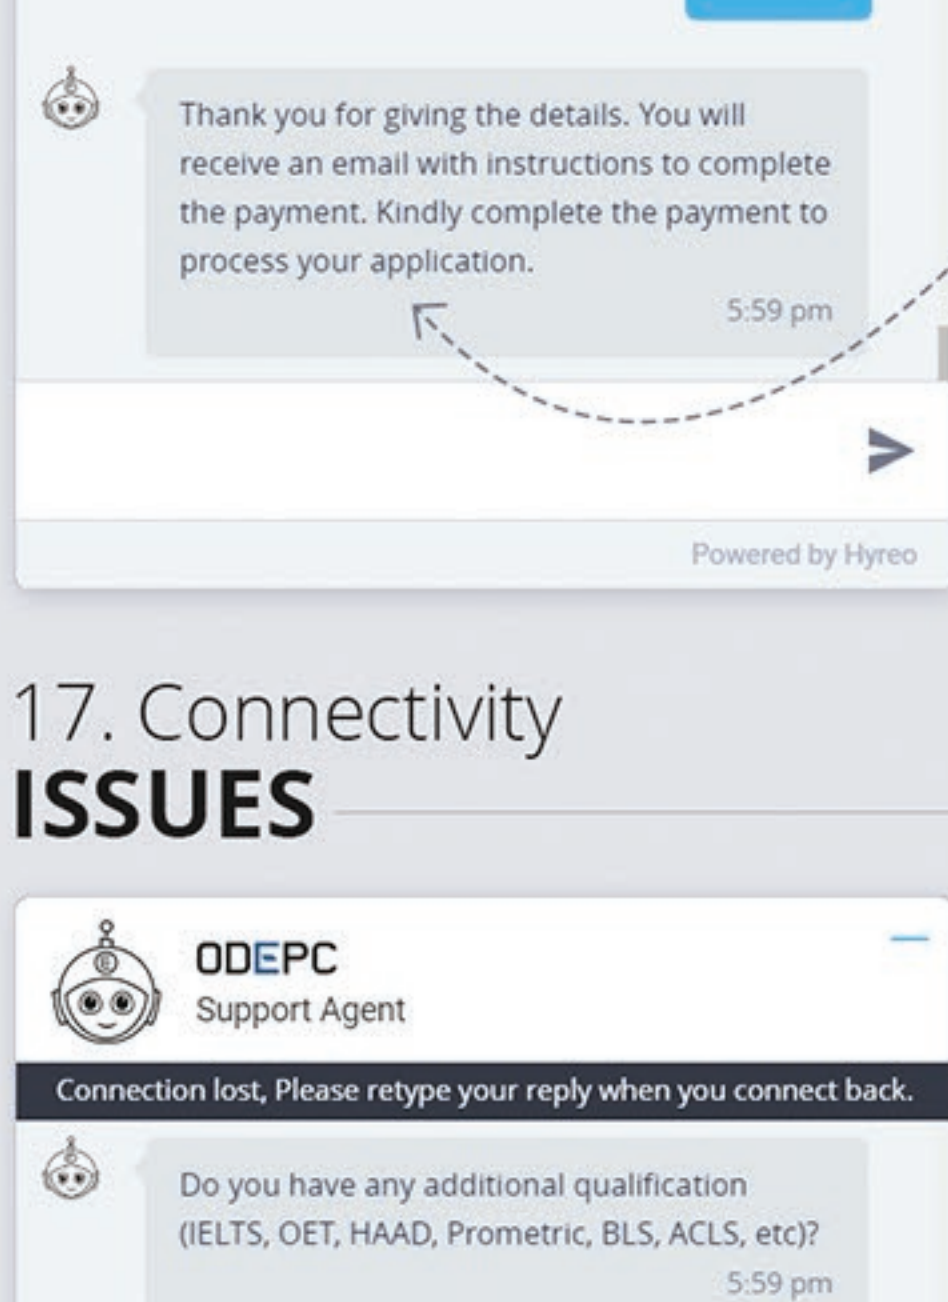 Thank you for giving the details. You will
receive an email with instructions to complete
the payment. Kindly complete the payment to
process your application.
5:59 pm
Powered by Hyreo
17. Connectivity
ISSUES
ODEPC
Support Agent
Connection lost, Please retype your reply when you connect back.
Do you have any additional qualification
(IELTS, OET, HAAD, Prometric, BLS, ACLS, etc)?
5:59 pm